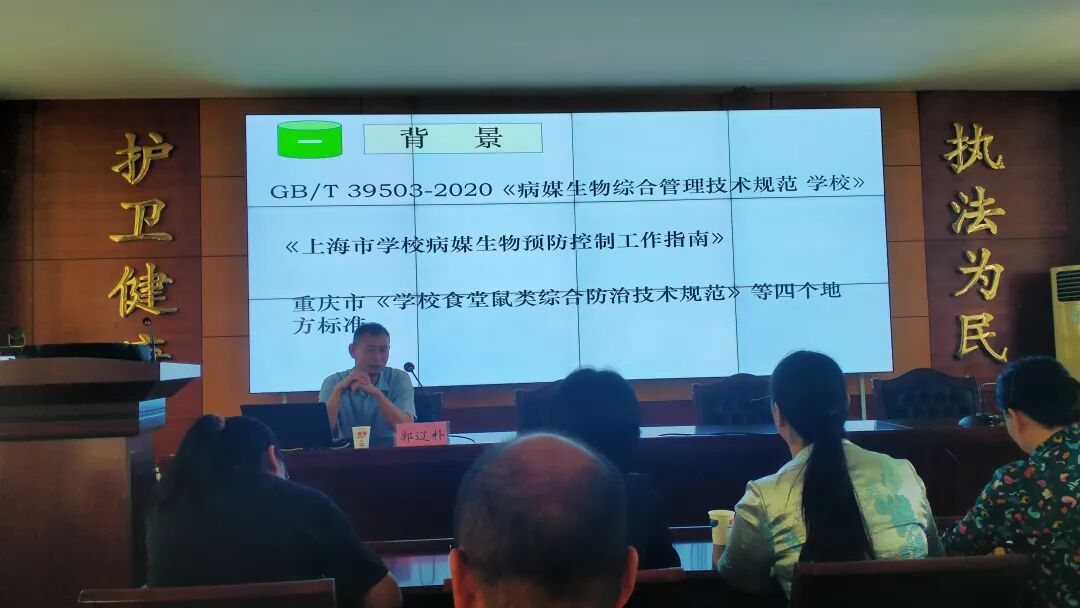 护卫健康
一
背 景
GB/T 39503-2020《病媒生物综合管理技术规范 学校》
《上海市学校病媒生物预防控制工作指南》
重庆市《学校食堂鼠类综合防治技术规范》等四个地
方标准
郭辽朴
执法为民